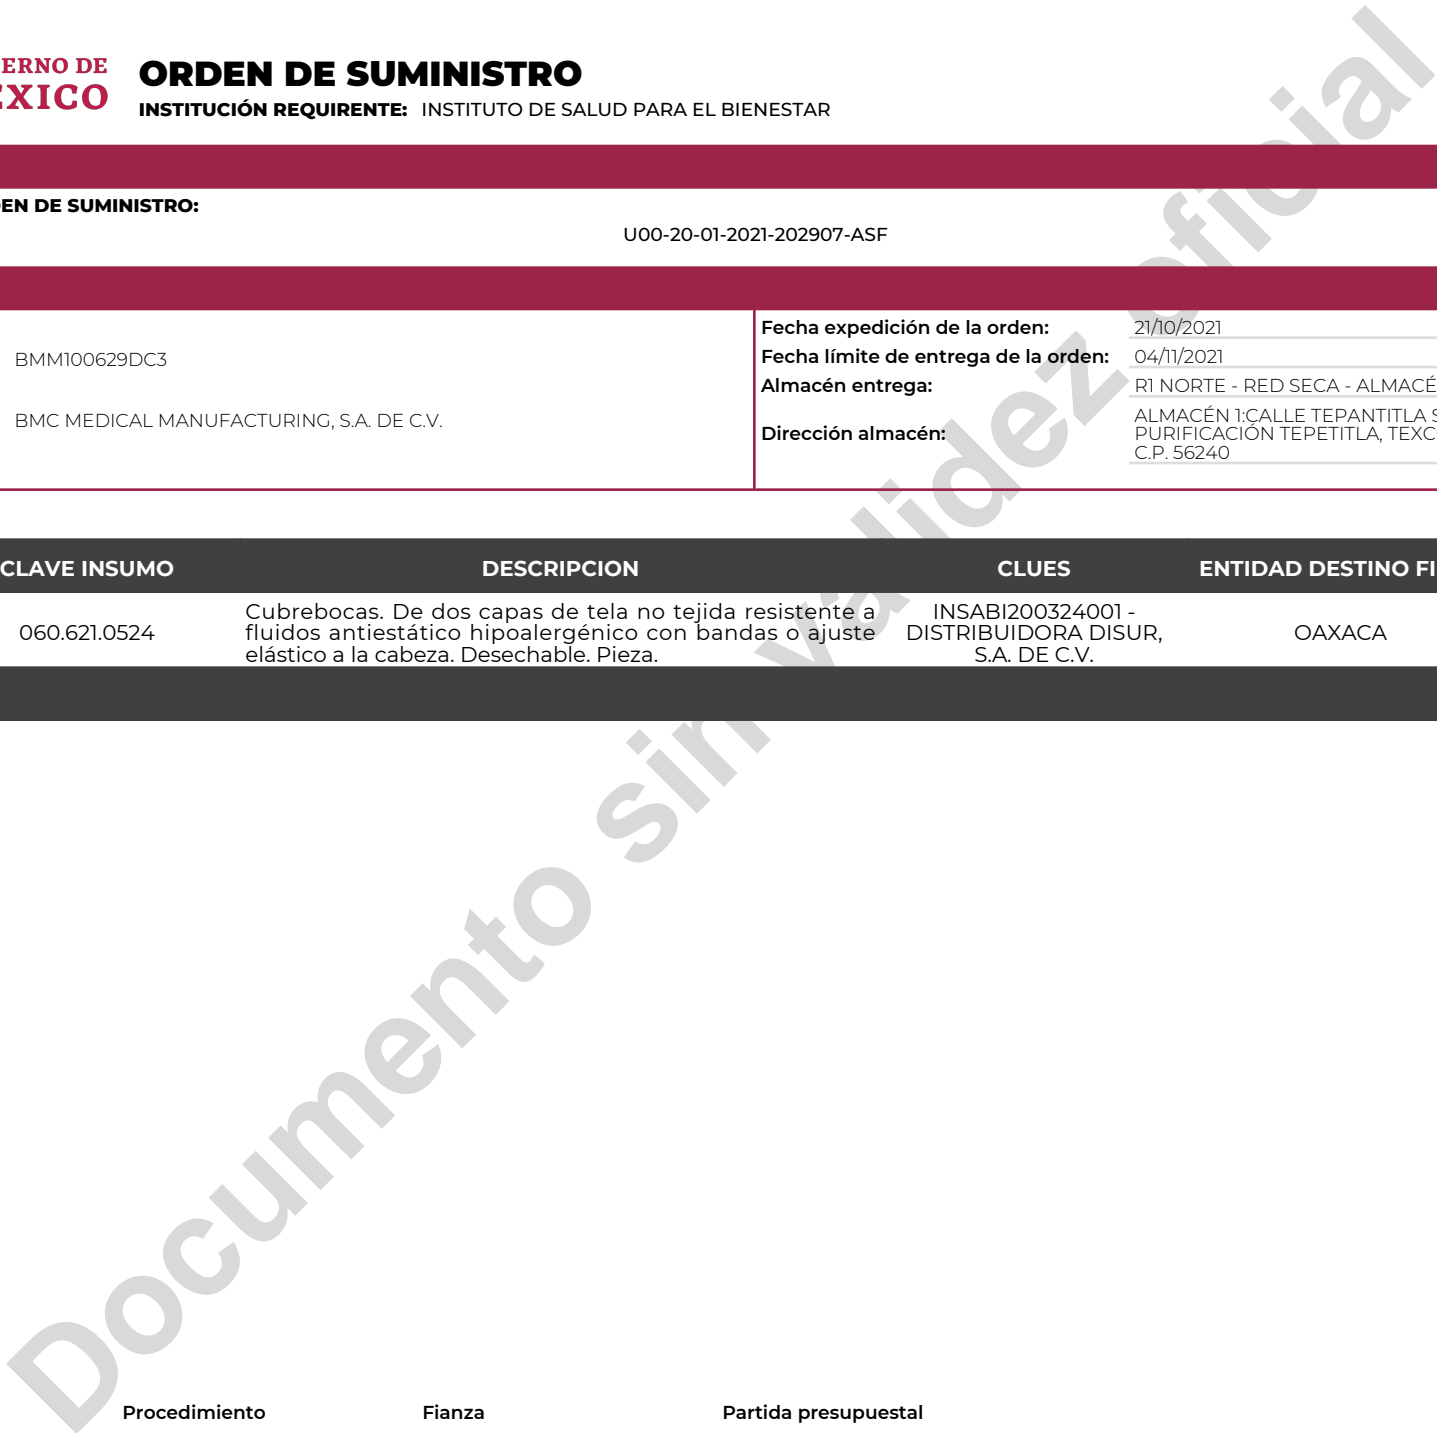 ERNO DE
EXICO
ORDEN DE SUMINISTRO
INSTITUCIÓN REQUIRENTE: INSTITUTO DE SALUD PARA EL BIENESTAR
EN DE SUMINISTRO:
U00-20-01-2021-202907-ASF
BMM100629DC3
BMC MEDICAL MANUFACTURING, S.A. DE C.V.
Fecha expedición de la orden: 21/10/2021
Fecha límite de entrega de la orden: 04/11/2021
Almacén entrega: R1 NORTE - RED SECA - ALMACÉ
Dirección almacén: ALMACÉN 1:CALLE TEPANTITLA S
PURIFICACIÓN TEPETITLA, TEXC
C.P. 56240
CLAVE INSUMO DESCRIPCION CLUES ENTIDAD DESTINO FI
060.621.0524
Cubrebocas. De dos capas de tela no tejida resistente a
fluidos antiestático hipoalergénico con bandas o ajuste
elástico a la cabeza. Desechable. Pieza.
INSABI200324001 -
DISTRIBUIDORA DISUR,
S.A. DE C.V.
OAXACA
Documento sin validez oficial
Procedimiento Fianza Partida presupuestal